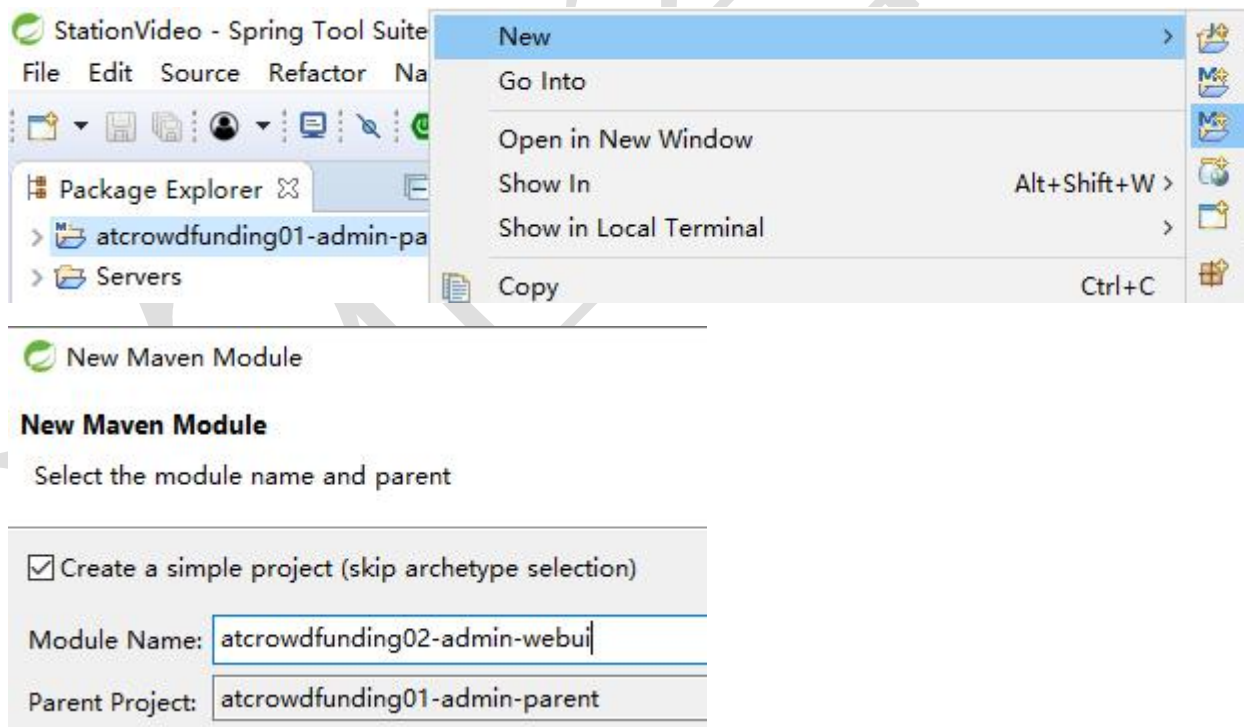 StationVideo - Spring Tool Suite
File Edit Source Refactor Na
Package Explorer
atcrowdfunding01-admin-pa
Servers
New
Go Into
Open in New Window
Show In Alt+Shift+W >
Show in Local Terminal
Copy Ctrl+C
New Maven Module
New Maven Module
Select the module name and parent
Create a simple project (skip archetype selection)
Module Name: atcrowdfunding02-admin-webui
Parent Project: atcrowdfunding01-admin-parent